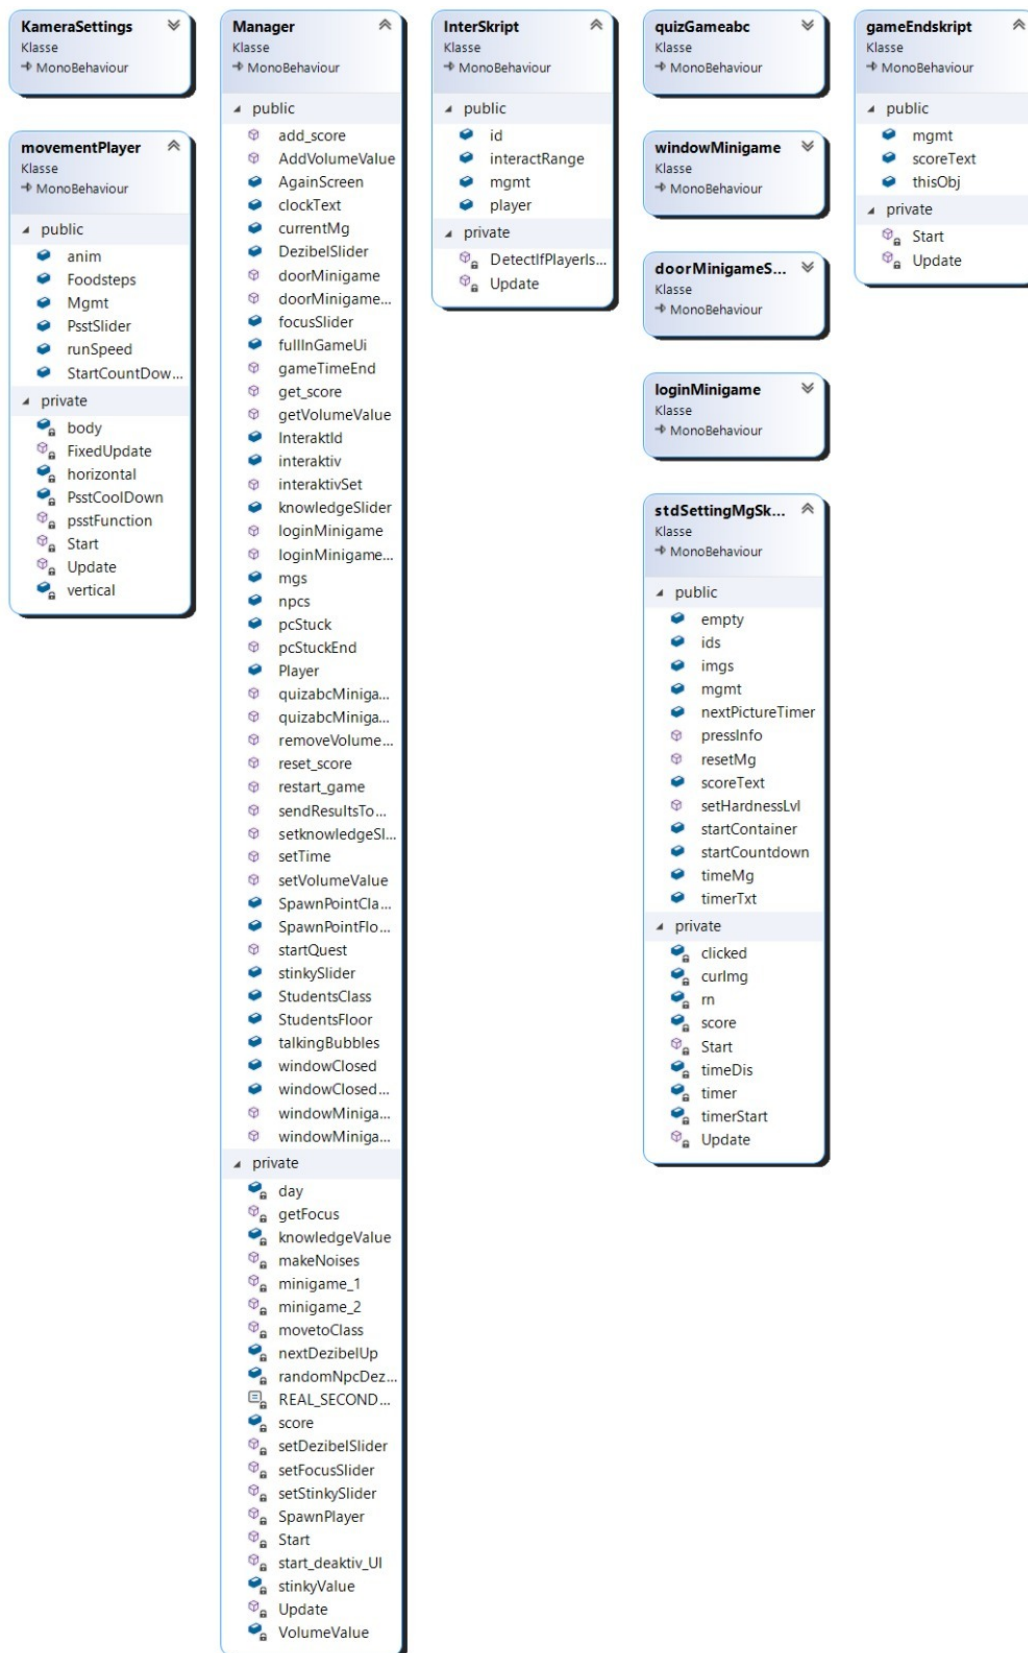 KameraSettings
Klasse
MonoBehaviour
movementPlayer
Klasse
MonoBehaviour
public
anim
Foodsteps
Mgmt
PsstSlider
runSpeed
StartCountDow...
private
body
FixedUpdate
horizontal
PsstCoolDown
psstFunction
Start
Update
vertical
Manager
Klasse
MonoBehaviour
public
add_score
AddVolumeValue
AgainScreen
clockText
currentMg
DezibelSlider
doorMinigame
doorMinigame...
focusSlider
fullInGameUi
gameTimeEnd
get_score
getVolumeValue
InteraktId
interaktiv
interaktivSet
knowledgeSlider
loginMinigame
loginMinigame...
mgs
npcs
pcStuck
pcStuckEnd
Player
quizabcMiniga...
quizabcMiniga...
removeVolume...
reset_score
restart_game
sendResultsTo...
setknowledgeSl...
setTime
setVolumeValue
SpawnPointCla...
SpawnPointFlo...
startQuest
stinkySlider
StudentsClass
StudentsFloor
talkingBubbles
windowClosed
windowClosed...
windowMiniga...
windowMiniga...
private
day
getFocus
knowledgeValue
makeNoises
minigame_1
minigame_2
movetoClass
nextDezibelUp
randomNpcDez...
REAL_SECOND...
score
setDezibelSlider
setFocusSlider
setStinkySlider
SpawnPlayer
Start
start_deaktiv_UI
stinkyValue
Update
VolumeValue
InterSkript
Klasse
MonoBehaviour
public
id
interactRange
mgmt
player
private
DetectIfPlayerIs...
Update
quizGameabc
Klasse
MonoBehaviour
windowMinigame
Klasse
MonoBehaviour
doorMinigameS...
Klasse
MonoBehaviour
loginMinigame
Klasse
MonoBehaviour
stdSettingMgSk...
Klasse
MonoBehaviour
public
empty
ids
imgs
mgmt
nextPictureTimer
pressInfo
resetMg
scoreText
setHardnessLvl
startContainer
startCountdown
timeMg
timerTxt
private
clicked
curImg
rn
score
Start
timeDis
timer
timerStart
Update
gameEndskript
Klasse
MonoBehaviour
public
mgmt
scoreText
thisObj
private
Start
Update